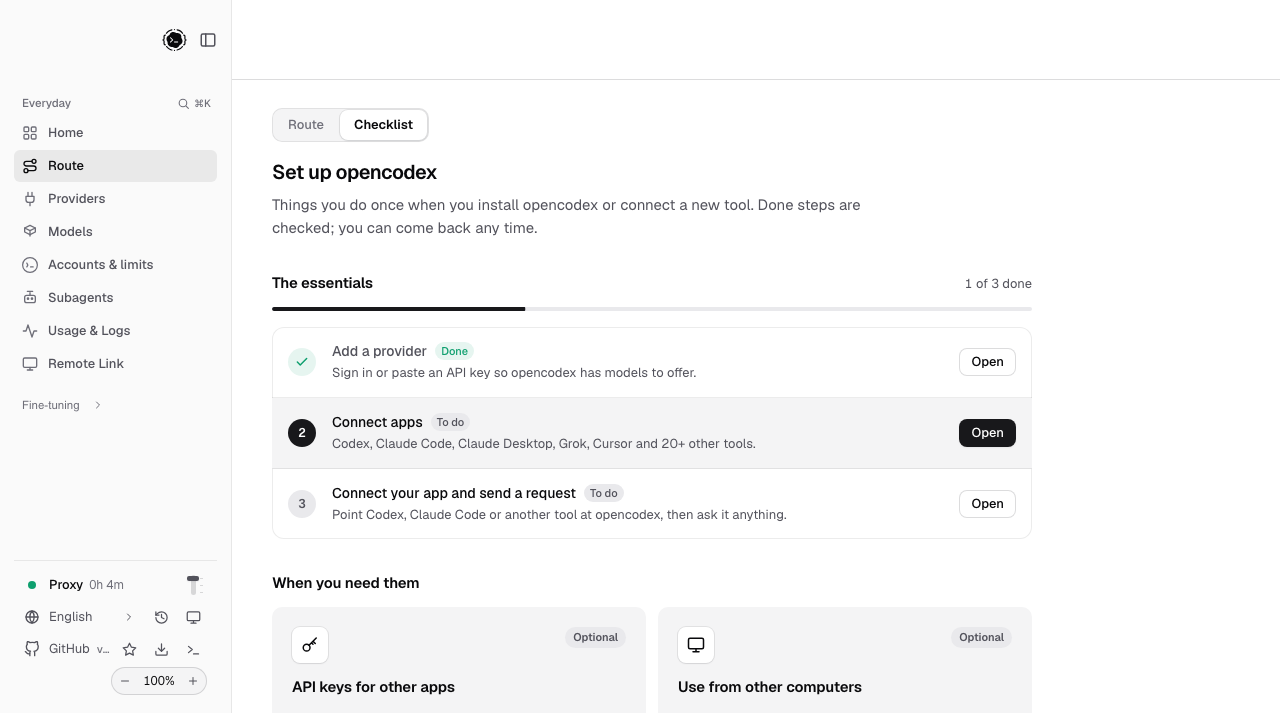 Everyday ⌘K
Home
Route
Providers
Models
Accounts & limits
Subagents
Usage & Logs
Remote Link
Fine-tuning
Proxy 0h 4m
English
GitHub v...
100%
Route Checklist
Set up opencodex
Things you do once when you install opencodex or connect a new tool. Done steps are
checked; you can come back any time.
The essentials 1 of 3 done
Add a provider Done
Sign in or paste an API key so opencodex has models to offer.
Open
2
Connect apps To do
Codex, Claude Code, Claude Desktop, Grok, Cursor and 20+ other tools.
Open
3
Connect your app and send a request To do
Point Codex, Claude Code or another tool at opencodex, then ask it anything.
Open
When you need them
Optional
API keys for other apps
Optional
Use from other computers